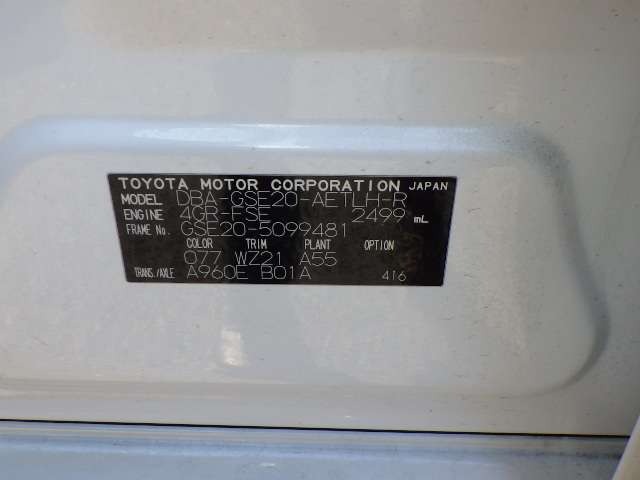 TOYOTA MOTOR CORPORATION JAPAN
MODEL DBA-GSE20-AETLH-R
ENGINE 4GR-FSE 2499 mL
FRAME No. GSE20-5099481
COLOR TRIM PLANT OPTION
077 WZ21 A55
TRANS./AXLE A960E B01A 416